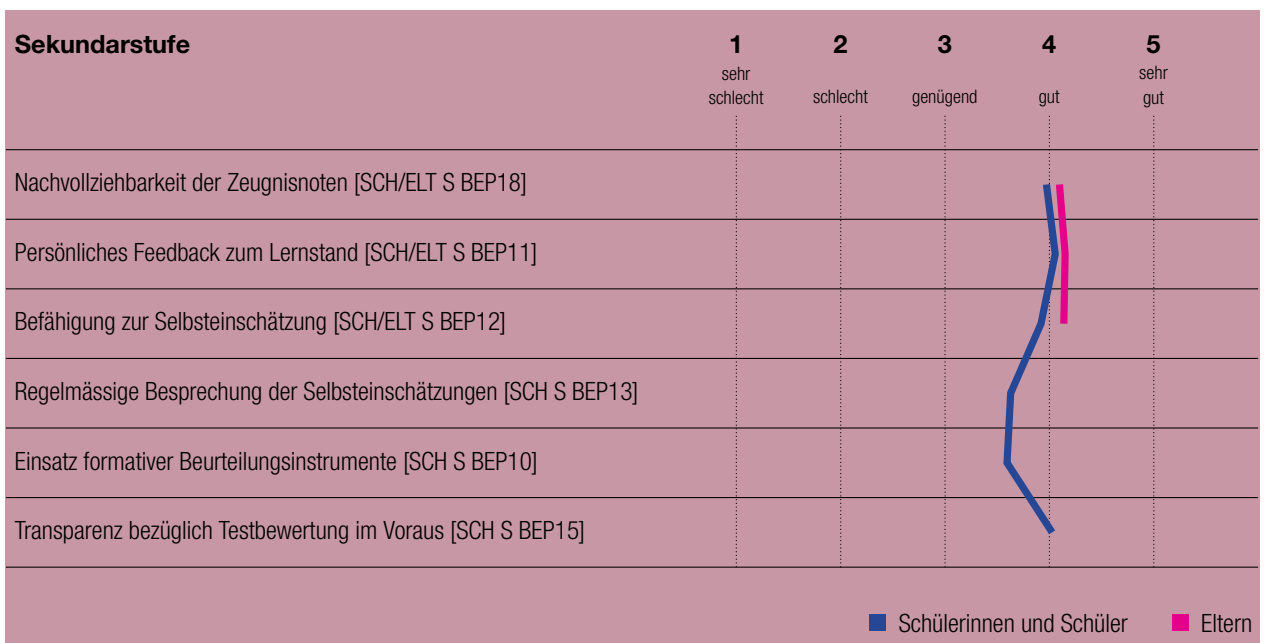 Sekundarstufe
1 2 3 4 5
sehr sehr
schlecht schlecht genügend gut gut
Nachvollziehbarkeit der Zeugnisnoten [SCH/ELT S BEP18]
Persönliches Feedback zum Lernstand [SCH/ELT S BEP11]
Befähigung zur Selbsteinschätzung [SCH/ELT S BEP12]
Regelmässige Besprechung der Selbsteinschätzungen [SCH S BEP13]
Einsatz formativer Beurteilungsinstrumente [SCH S BEP10]
Transparenz bezüglich Testbewertung im Voraus [SCH S BEP15]
Schülerinnen und Schüler Eltern